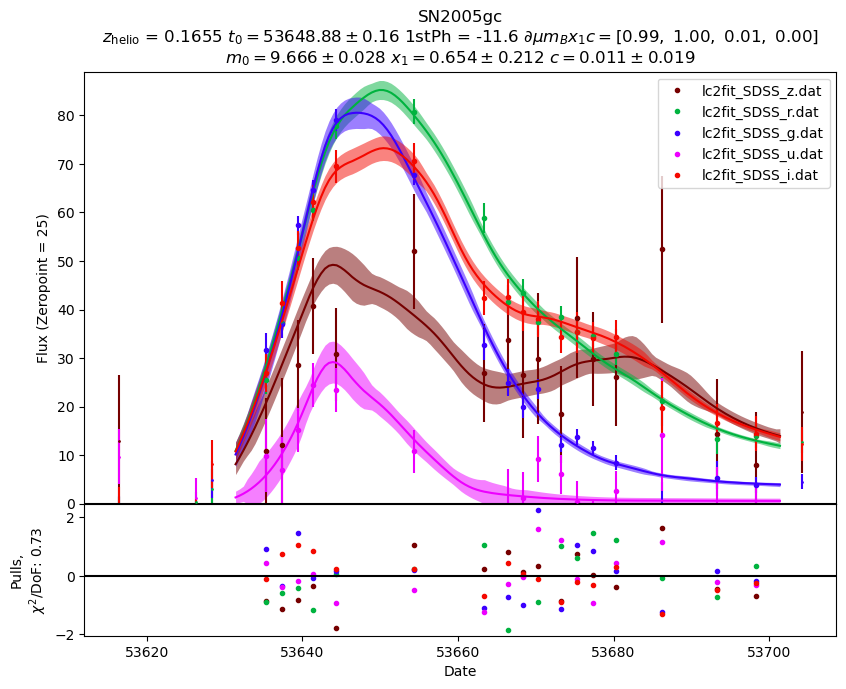 SN2005gc
z_helio = 0.1655 t_0 = 53648.88 ± 0.16 1stPh = -11.6 ∂μm_Bx_1c = [0.99, 1.00, 0.01, 0.00]
m_0 = 9.666 ± 0.028 x_1 = 0.654 ± 0.212 c = 0.011 ± 0.019
lc2fit_SDSS_z.dat
lc2fit_SDSS_r.dat
lc2fit_SDSS_g.dat
lc2fit_SDSS_u.dat
lc2fit_SDSS_i.dat
Flux (Zeropoint = 25)
80
70
60
50
40
30
20
10
0
Pulls,
χ²/DoF: 0.73
2
0
−2
53620 53640 53660 53680 53700
Date